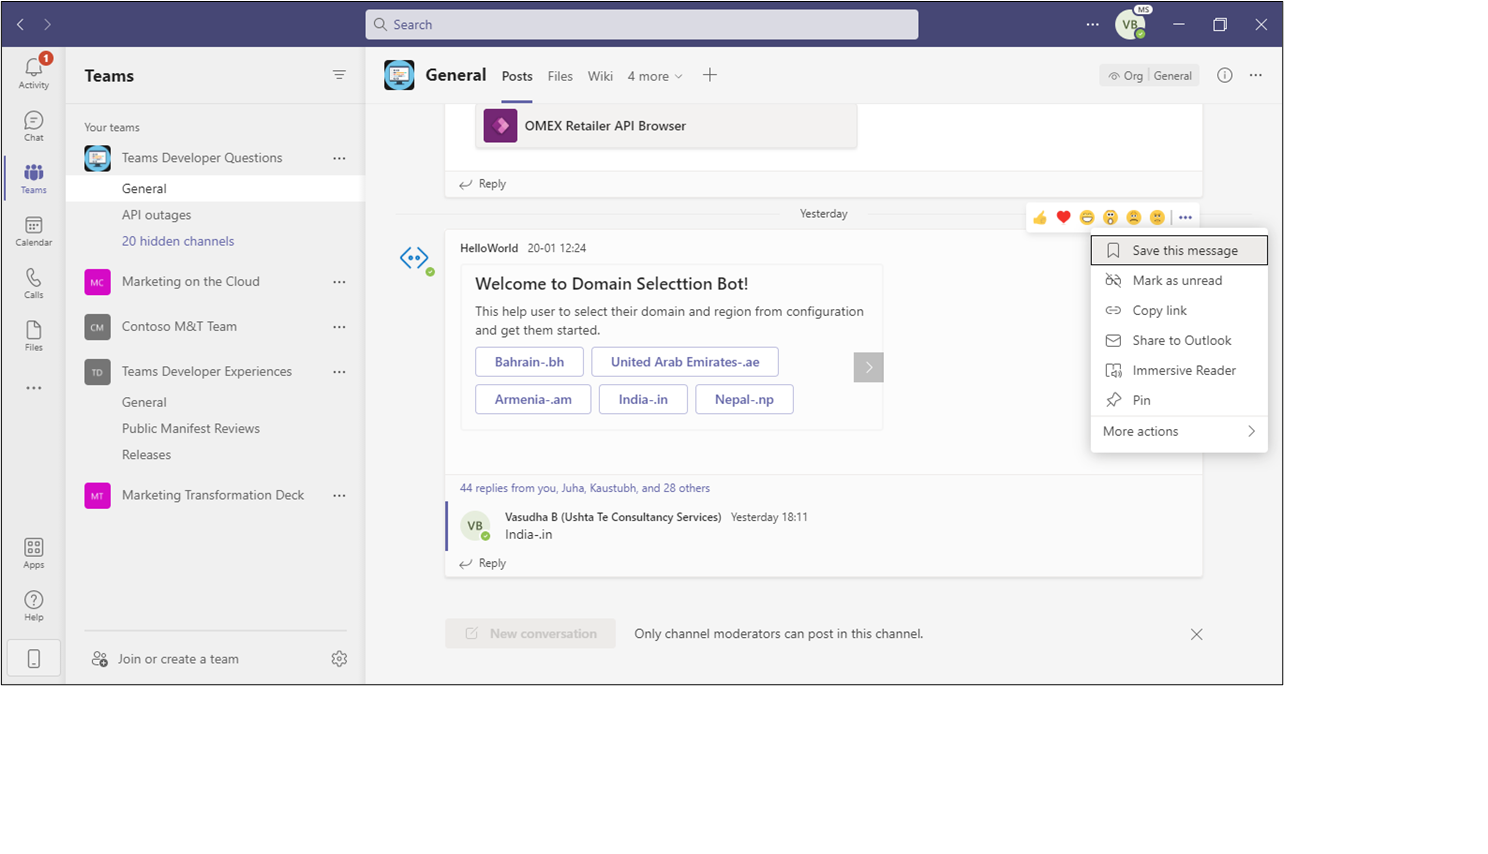 Search
MS
VB
1
Activity
Chat
Teams
Calendar
Calls
Files
Apps
Help
Teams
Your teams
Teams Developer Questions
General
API outages
20 hidden channels
MC Marketing on the Cloud
CM Contoso M&T Team
TD Teams Developer Experiences
General
Public Manifest Reviews
Releases
MT Marketing Transformation Deck
Join or create a team
General Posts Files Wiki 4 more
Org General
OMEX Retailer API Browser
Reply
Yesterday
HelloWorld 20-01 12:24
Welcome to Domain Selecttion Bot!
This help user to select their domain and region from configuration
and get them started.
Bahrain-.bh United Arab Emirates-.ae
Armenia-.am India-.in Nepal-.np
44 replies from you, Juha, Kaustubh, and 28 others
VB Vasudha B (Ushta Te Consultancy Services) Yesterday 18:11
India-.in
Reply
Save this message
Mark as unread
Copy link
Share to Outlook
Immersive Reader
Pin
More actions
New conversation Only channel moderators can post in this channel.